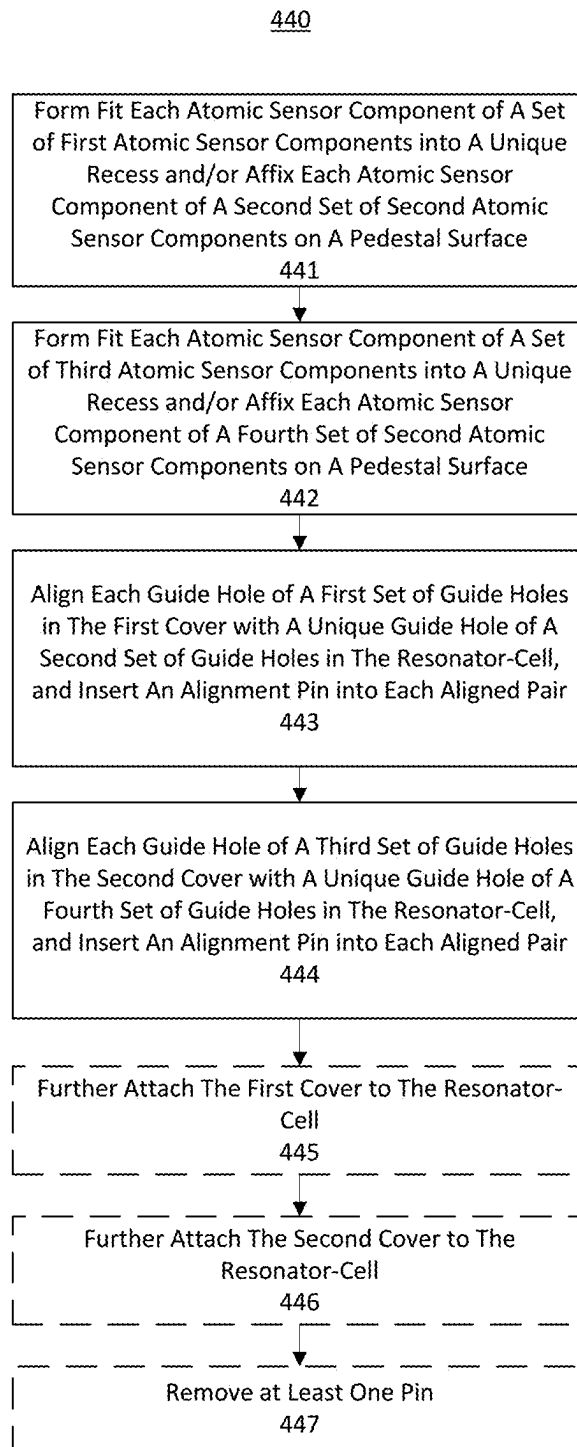 440
Form Fit Each Atomic Sensor Component of A Set
of First Atomic Sensor Components into A Unique
Recess and/or Affix Each Atomic Sensor
Component of A Second Set of Second Atomic
Sensor Components on A Pedestal Surface
441
Form Fit Each Atomic Sensor Component of A Set
of Third Atomic Sensor Components into A Unique
Recess and/or Affix Each Atomic Sensor
Component of A Fourth Set of Second Atomic
Sensor Components on A Pedestal Surface
442
Align Each Guide Hole of A First Set of Guide Holes
in The First Cover with A Unique Guide Hole of A
Second Set of Guide Holes in The Resonator-Cell,
and Insert An Alignment Pin into Each Aligned Pair
443
Align Each Guide Hole of A Third Set of Guide Holes
in The Second Cover with A Unique Guide Hole of A
Fourth Set of Guide Holes in The Resonator-Cell,
and Insert An Alignment Pin into Each Aligned Pair
444
Further Attach The First Cover to The Resonator-
Cell
445
Further Attach The Second Cover to The
Resonator-Cell
446
Remove at Least One Pin
447